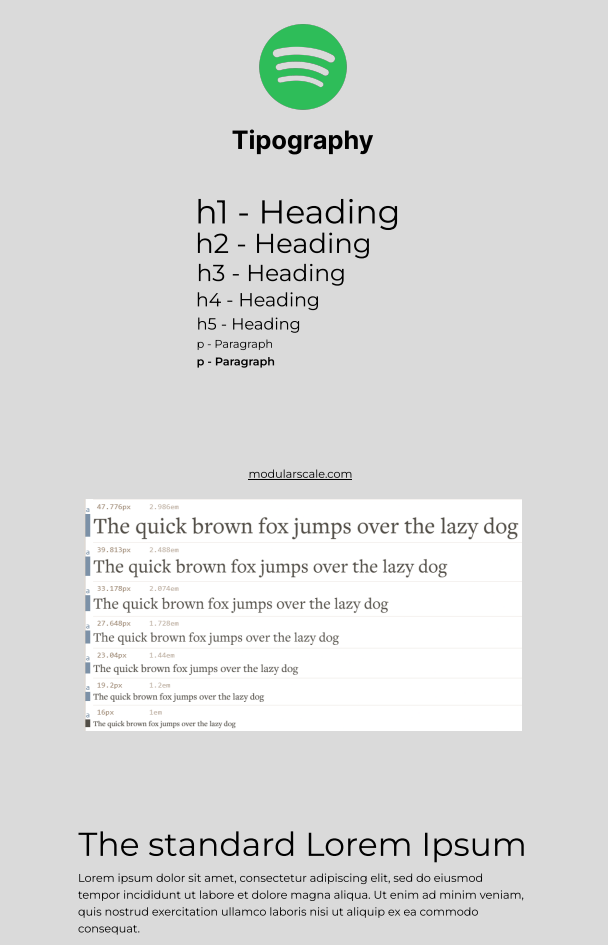 Tipography
h1 - Heading
h2 - Heading
h3 - Heading
h4 - Heading
h5 - Heading
p - Paragraph
p - Paragraph
modularscale.com
a 47.776px 2.986em
The quick brown fox jumps over the lazy dog
a 39.813px 2.488em
The quick brown fox jumps over the lazy dog
a 33.178px 2.074em
The quick brown fox jumps over the lazy dog
a 27.648px 1.728em
The quick brown fox jumps over the lazy dog
a 23.04px 1.44em
The quick brown fox jumps over the lazy dog
a 19.2px 1.2em
The quick brown fox jumps over the lazy dog
a 16px 1em
The quick brown fox jumps over the lazy dog
The standard Lorem Ipsum
Lorem ipsum dolor sit amet, consectetur adipiscing elit, sed do eiusmod
tempor incididunt ut labore et dolore magna aliqua. Ut enim ad minim veniam,
quis nostrud exercitation ullamco laboris nisi ut aliquip ex ea commodo
consequat.